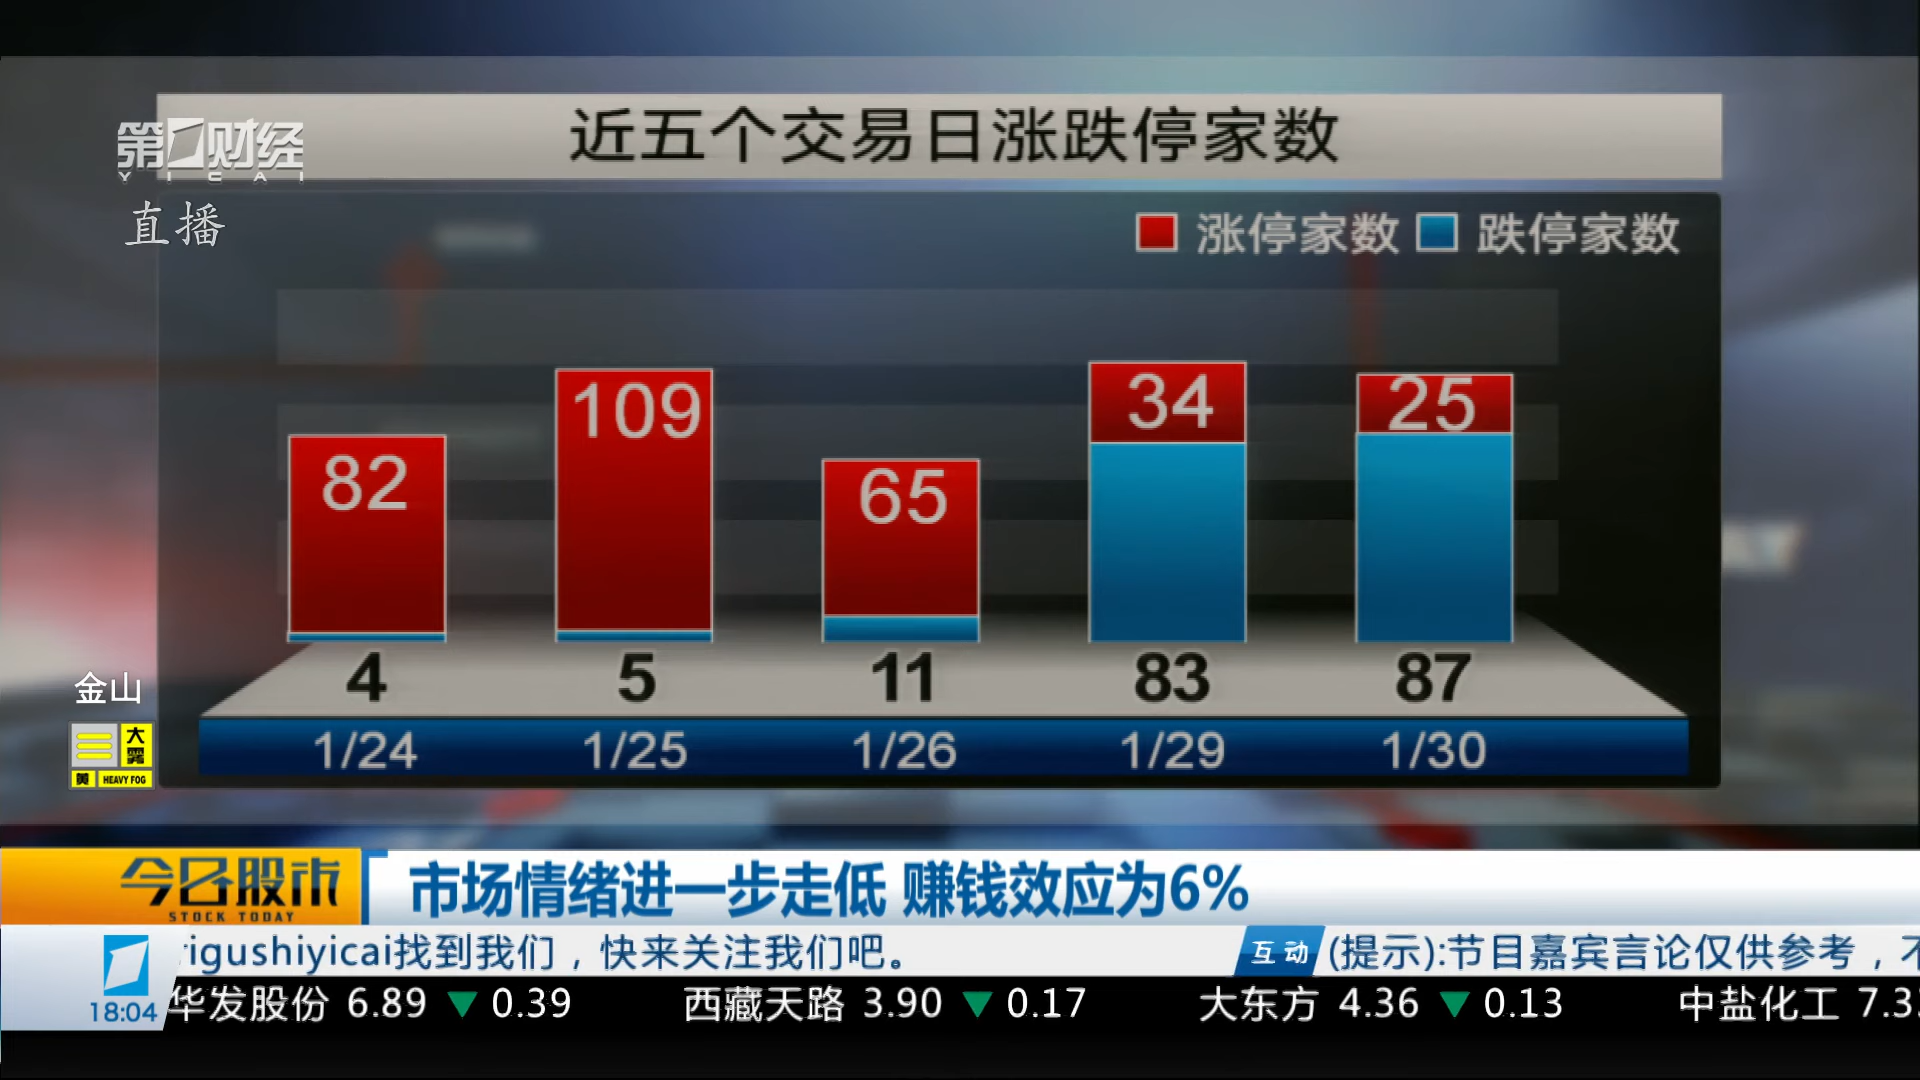 近五个交易日涨跌停家数
第1财经
YICAI
直播
涨停家数 跌停家数
82 109 65 34 25
4 5 11 83 87
1/24 1/25 1/26 1/29 1/30
金山
大雾
黄 HEAVY FOG
今日股市
STOCK TODAY
市场情绪进一步走低 赚钱效应为6%
rigushiyicai找到我们，快来关注我们吧。 互动 (提示):节目嘉宾言论仅供参考，不
18:04
华发股份 6.89 ▼ 0.39 西藏天路 3.90 ▼ 0.17 大东方 4.36 ▼ 0.13 中盐化工 7.3